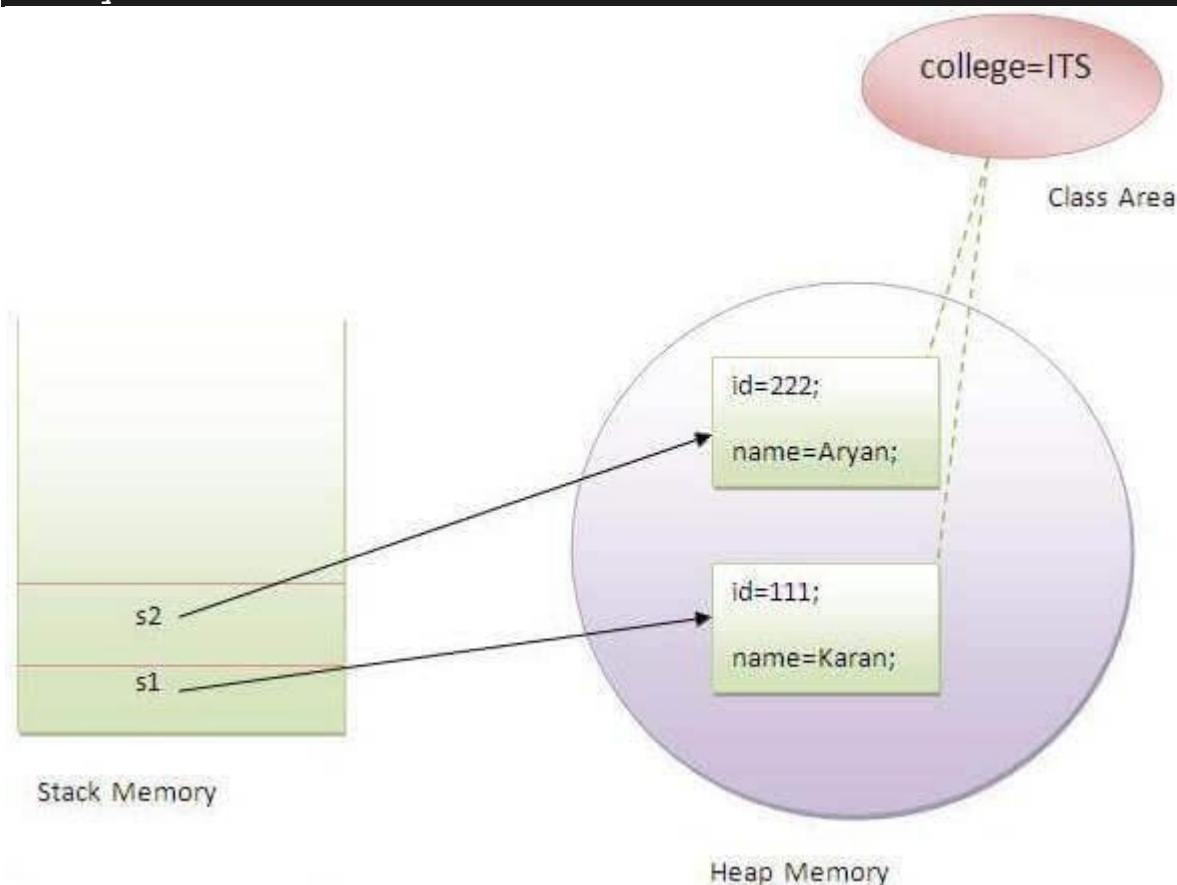 college=ITS
Class Area
id=222;
name=Aryan;
s2
id=111;
name=Karan;
s1
Stack Memory
Heap Memory